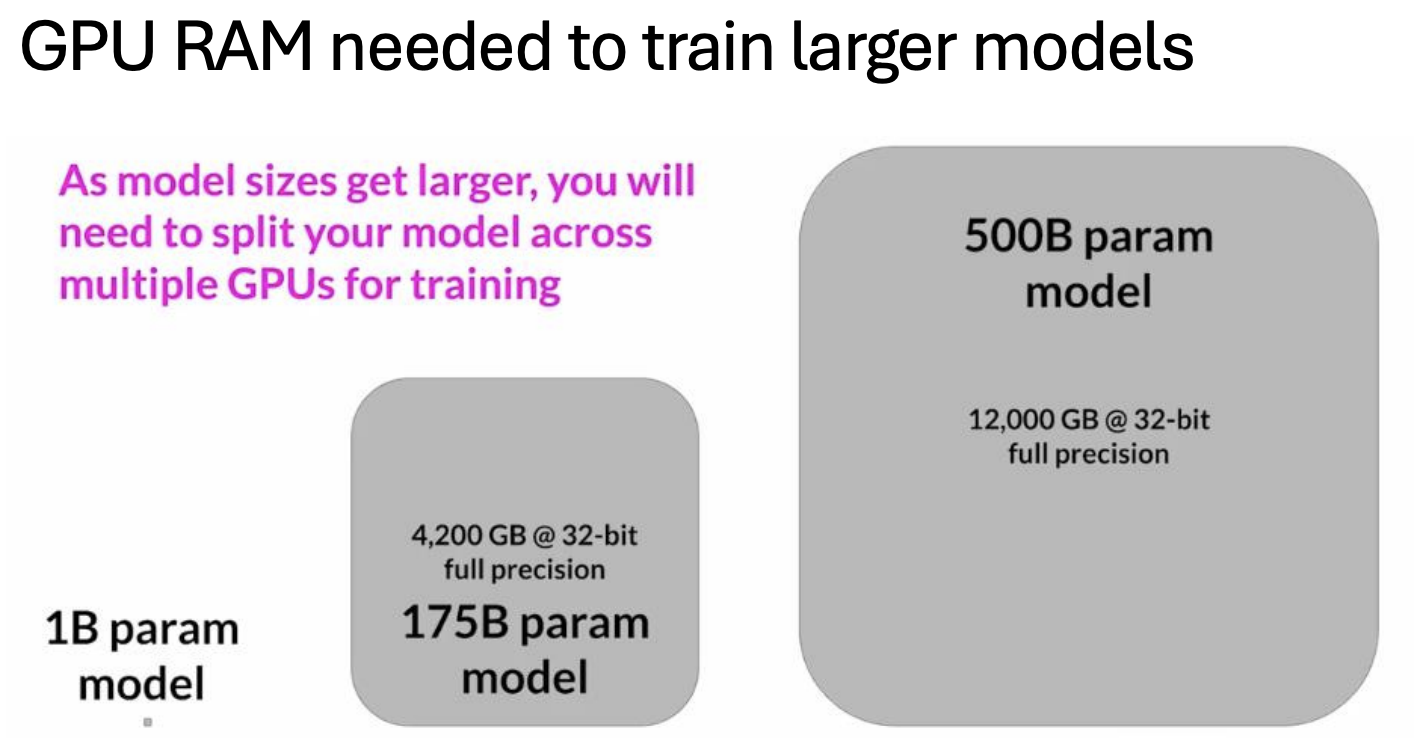 GPU RAM needed to train larger models
As model sizes get larger, you will
need to split your model across
multiple GPUs for training
500B param
model
12,000 GB @ 32-bit
full precision
4,200 GB @ 32-bit
full precision
175B param
model
1B param
model